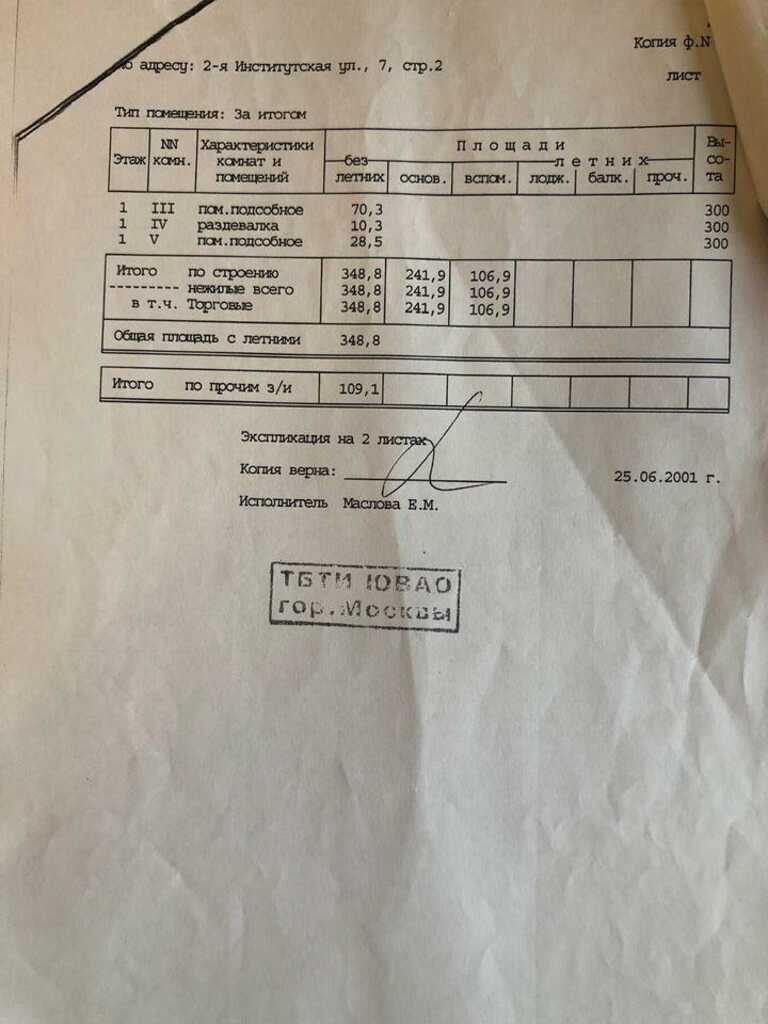 Копия ф.N
по адресу: 2-я Институтская ул., 7, стр.2
лист
Тип помещения: За итогом
Этаж NN комн. Характеристики комнат и помещений Площади Вы-со-та
без летних летних
основ. вспом. лодж. балк. проч.
1 III пом.подсобное 70,3 300
1 IV раздевалка 10,3 300
1 V пом.подсобное 28,5 300
Итого по строению 348,8 241,9 106,9
---------- нежилые всего 348,8 241,9 106,9
в т.ч. Торговые 348,8 241,9 106,9
Общая площадь с летними 348,8
Итого по прочим з/и 109,1
Экспликация на 2 листах
Копия верна:
25.06.2001 г.
Исполнитель Маслова Е.М.
ТБТИ ЮВАО
гор.Москвы